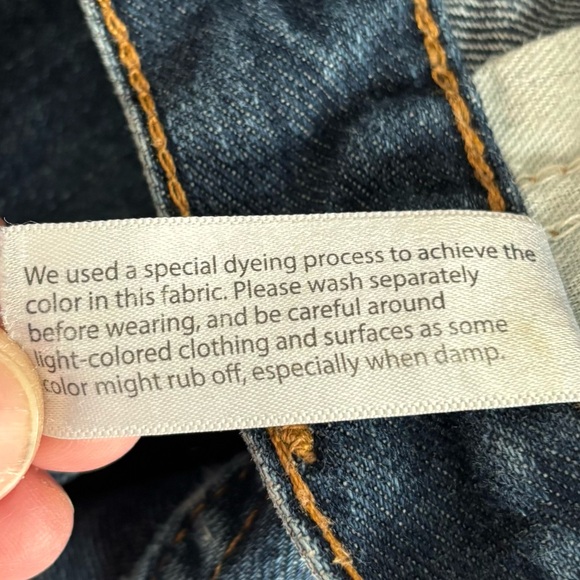 We used a special dyeing process to achieve the
color in this fabric. Please wash separately
before wearing, and be careful around
light-colored clothing and surfaces as some
color might rub off, especially when damp.